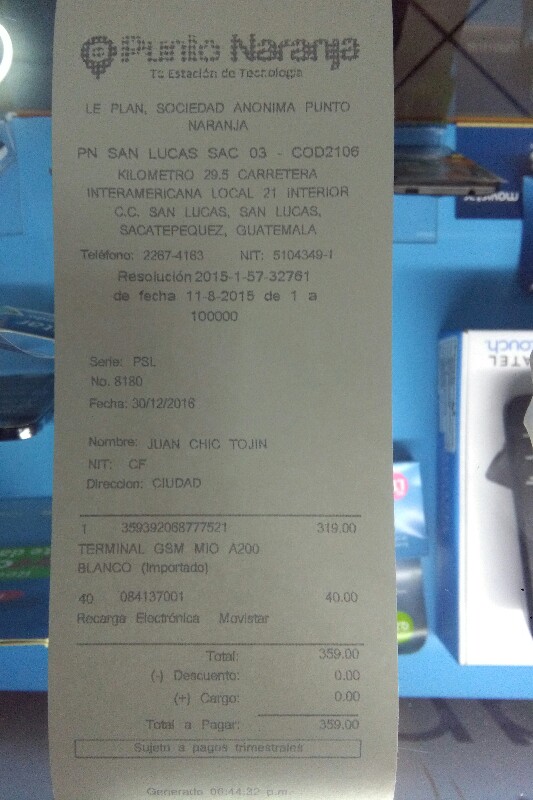 Punto Naranja
Tu Estación de Tecnología
LE PLAN, SOCIEDAD ANONIMA PUNTO
NARANJA
PN SAN LUCAS SAC 03 - COD2106
KILOMETRO 29.5 CARRETERA
INTERAMERICANA LOCAL 21 INTERIOR
C.C. SAN LUCAS, SAN LUCAS,
SACATEPEQUEZ, GUATEMALA
Teléfono: 2267-4183 NIT: 5104349-1
Resolución 2015-1-57-32761
de fecha 11-8-2015 de 1 a
100000
Serie: PSL
No. 8180
Fecha: 30/12/2016
Nombre: JUAN CHIC TOJIN
NIT: CF
Direccion: CIUDAD
1 359392068777521 319.00
TERMINAL GSM MIO A200
BLANCO (Importado)
40 084137001 40.00
Recarga Electrónica Movistar
Total: 359.00
(-) Descuento: 0.00
(+) Cargo: 0.00
Total a Pagar: 359.00
Sujeto a pagos trimestrales
Generado 06:44:32 p.m.
movistar